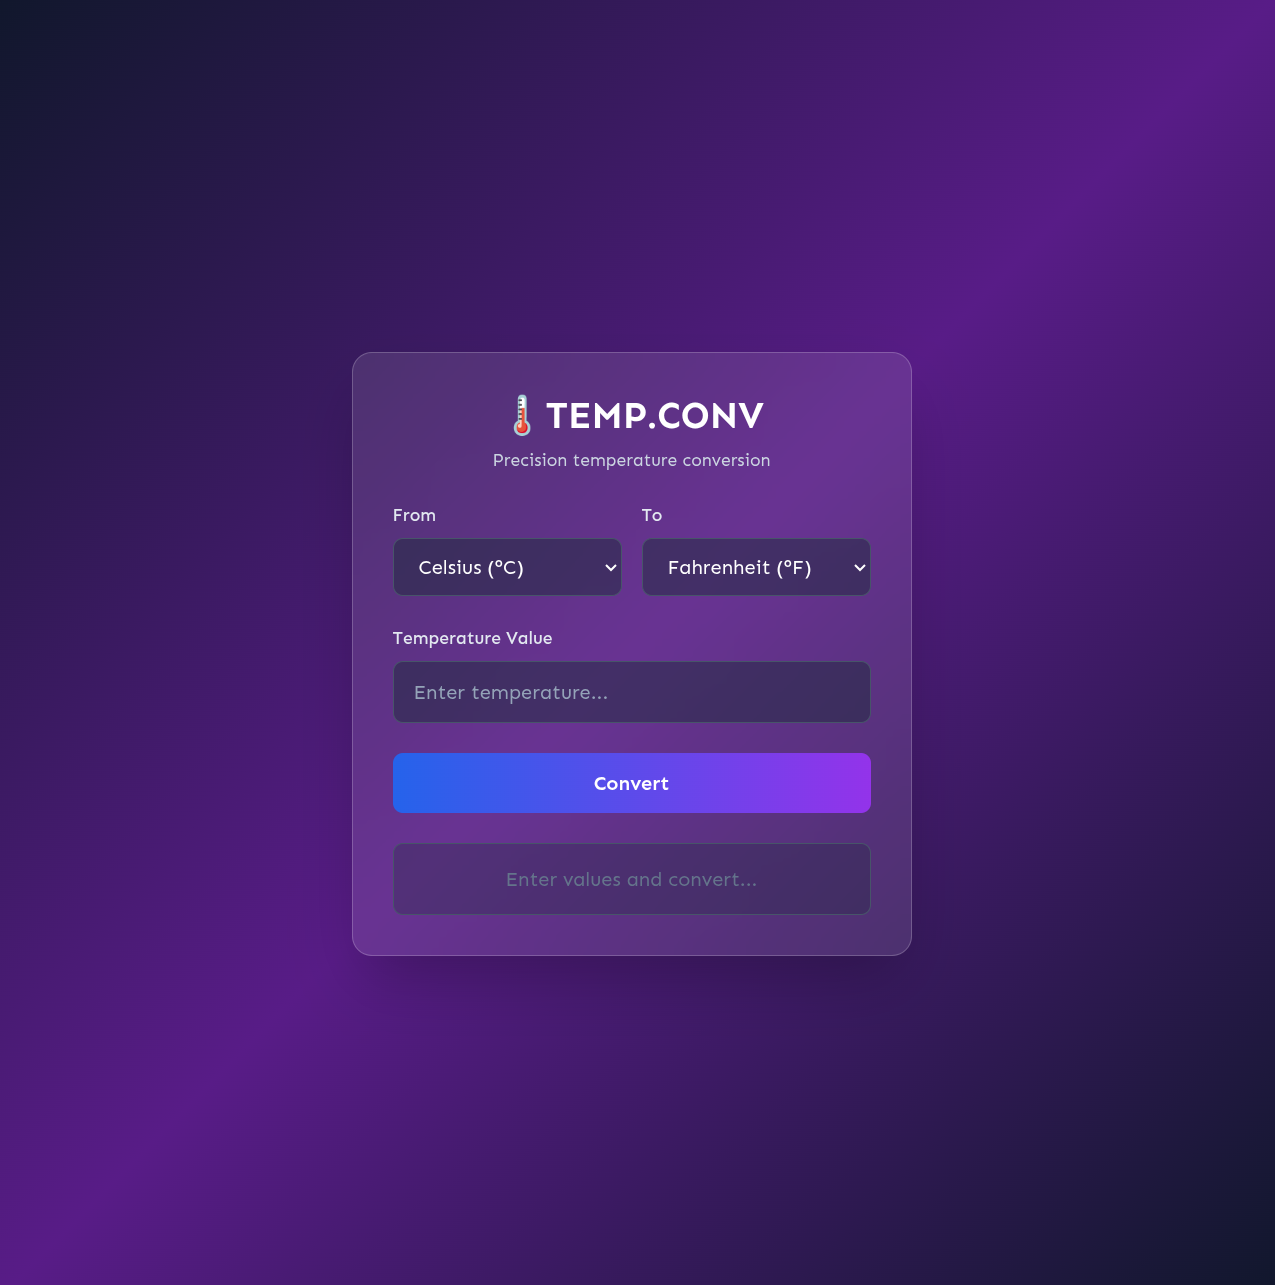 TEMP.CONV
Precision temperature conversion
From
To
Celsius (°C)
Fahrenheit (°F)
Temperature Value
Enter temperature...
Convert
Enter values and convert...